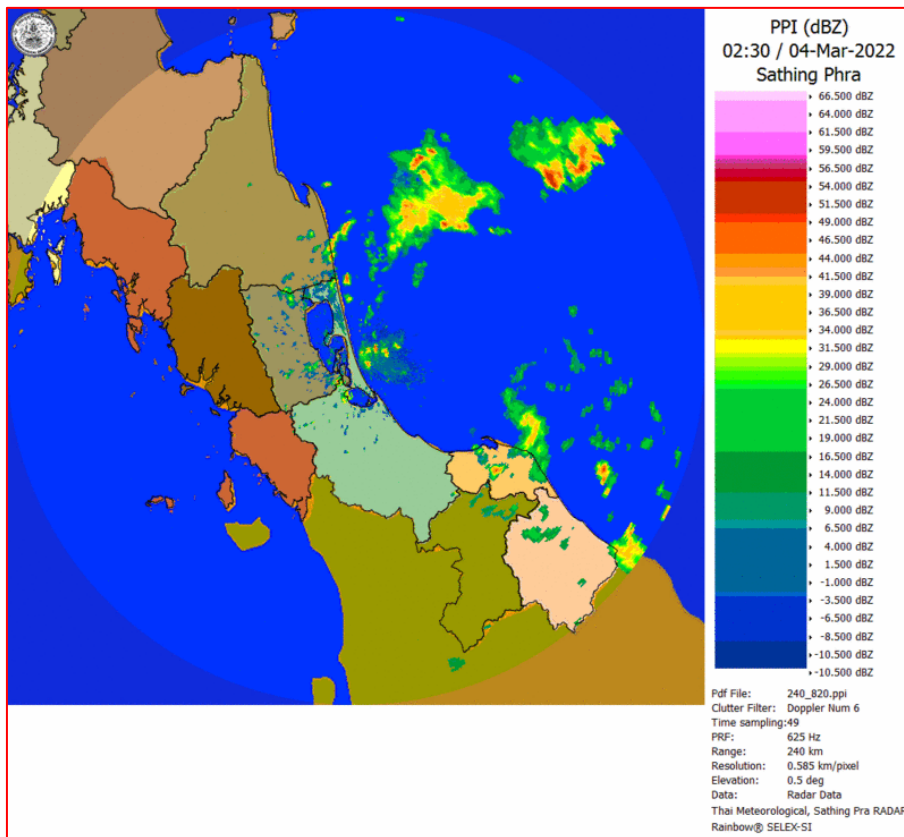 PPI (dBZ)
02:30 / 04-Mar-2022
Sathing Phra
66.500 dBZ
64.000 dBZ
61.500 dBZ
59.500 dBZ
56.500 dBZ
54.000 dBZ
51.500 dBZ
49.000 dBZ
46.500 dBZ
44.000 dBZ
41.500 dBZ
39.000 dBZ
36.500 dBZ
34.000 dBZ
31.500 dBZ
29.000 dBZ
26.500 dBZ
24.000 dBZ
21.500 dBZ
19.000 dBZ
16.500 dBZ
14.000 dBZ
11.500 dBZ
9.000 dBZ
6.500 dBZ
4.000 dBZ
1.500 dBZ
-1.000 dBZ
-3.500 dBZ
-6.500 dBZ
-8.500 dBZ
-10.500 dBZ
-10.500 dBZ
Pdf File: 240_820.ppi
Clutter Filter: Doppler Num 6
Time sampling:49
PRF: 625 Hz
Range: 240 km
Resolution: 0.585 km/pixel
Elevation: 0.5 deg
Data: Radar Data
Thai Meteorological, Sathing Pra RADAR
Rainbow® SELEX-SI